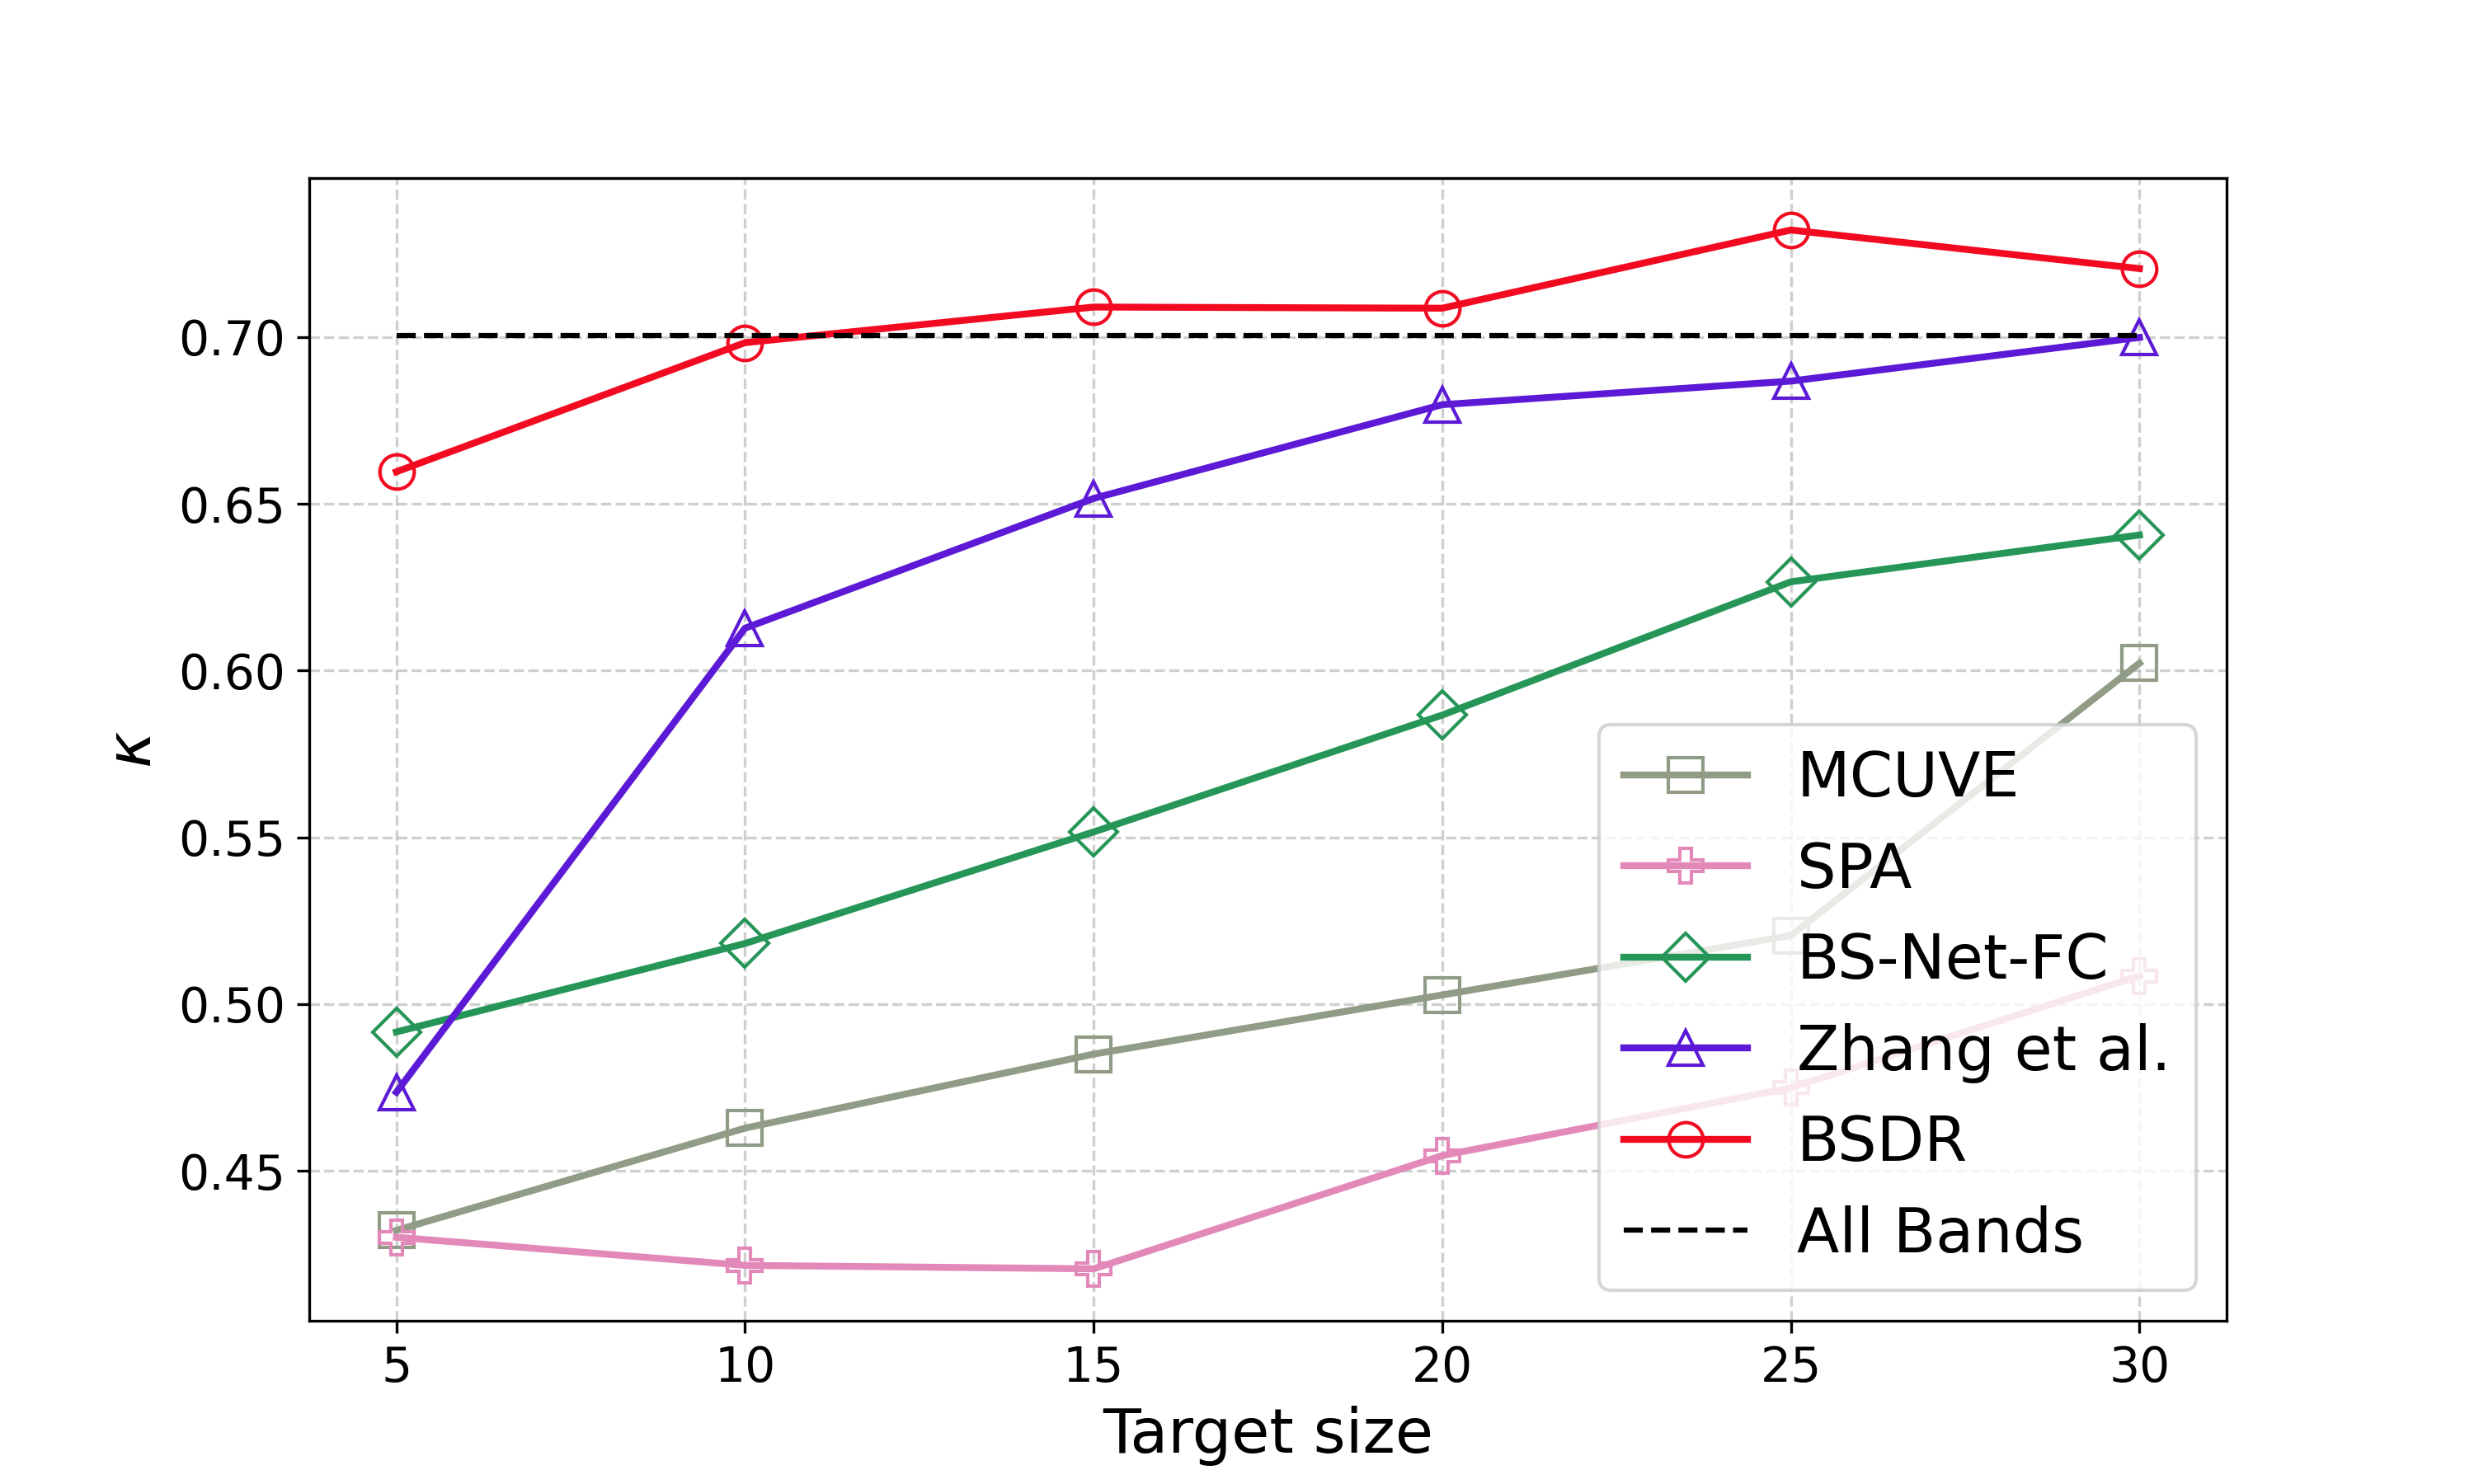 0.70
0.65
0.60
0.55
0.50
0.45
κ
5 10 15 20 25 30
Target size
MCUVE
SPA
BS-Net-FC
Zhang et al.
BSDR
All Bands